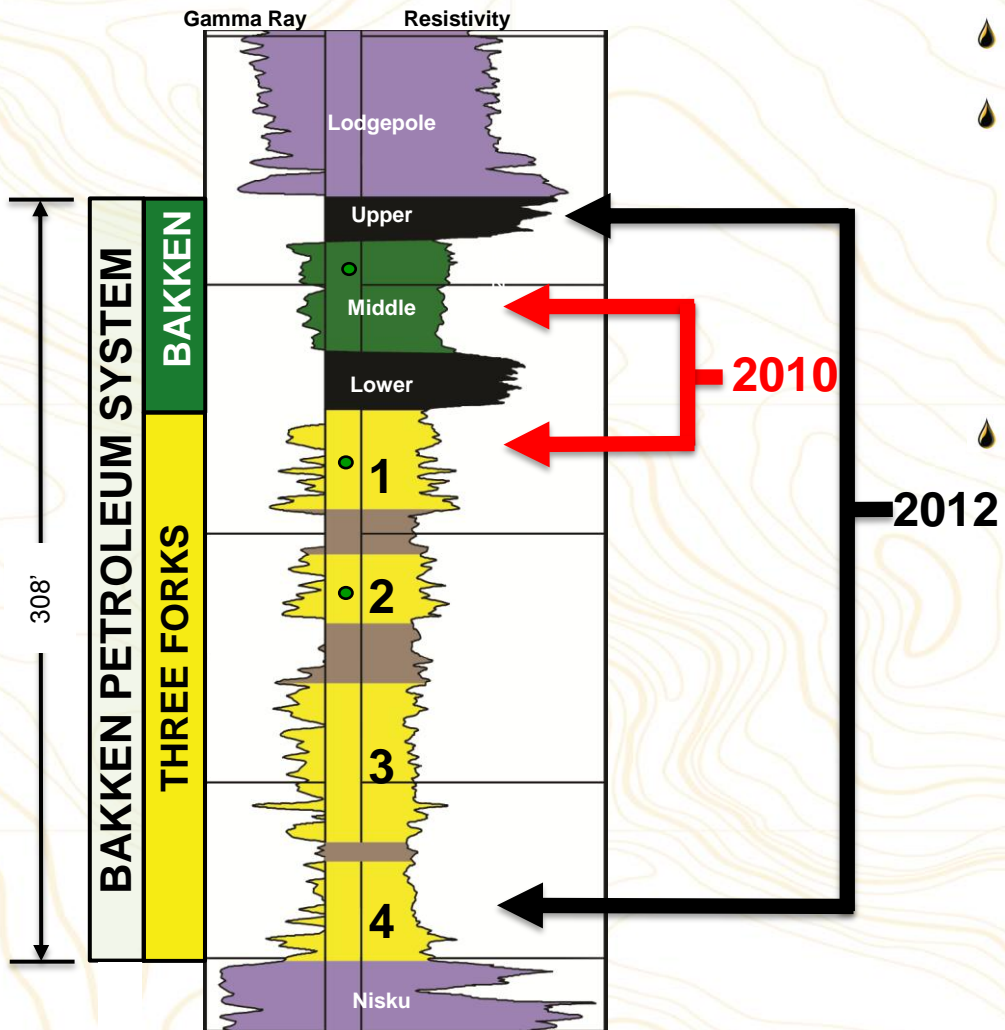 Gamma Ray Resistivity
Lodgepole
Upper
Middle
Lower
1
2
3
4
Nisku
BAKKEN PETROLEUM SYSTEM
BAKKEN
THREE FORKS
308’
2010
2012